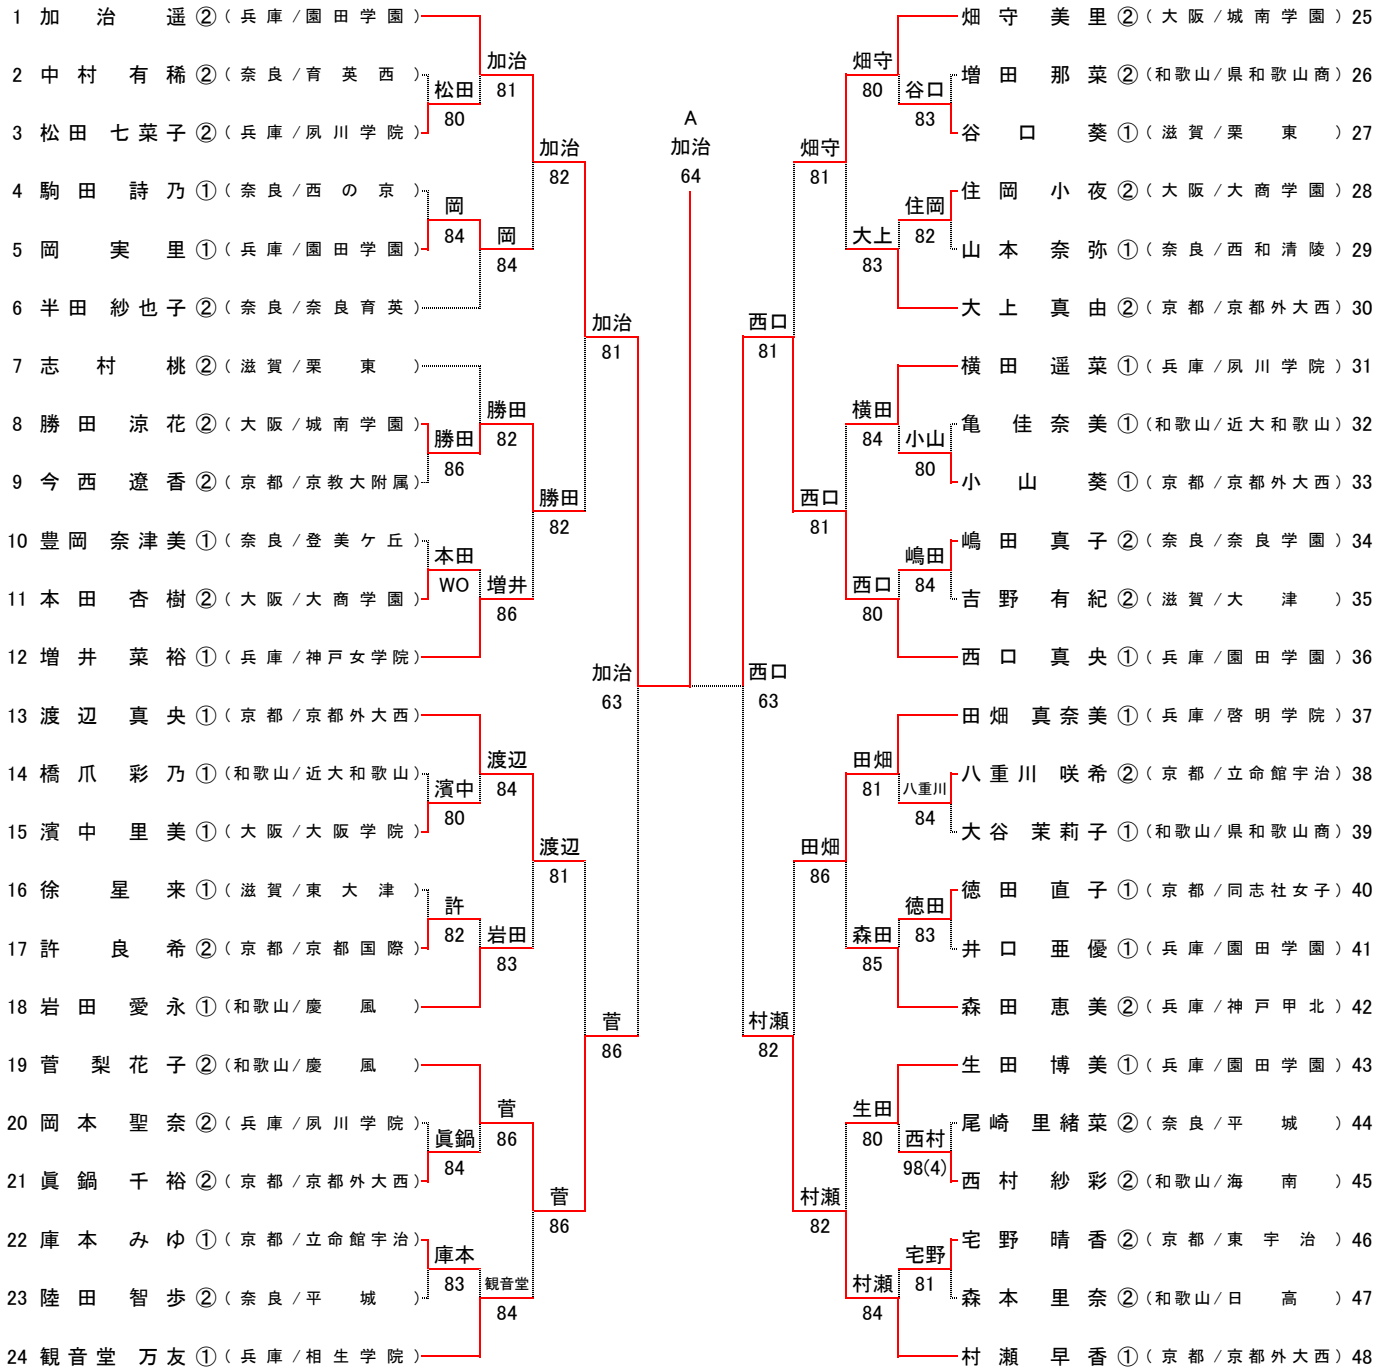 1 加治 遥 ② (兵庫/園田学園)
2 中村 有稀 ② (奈良/育英西)
3 松田 七菜子 ② (兵庫/夙川学院)
4 駒田 詩乃 ① (奈良/西の京)
5 岡 実里 ① (兵庫/園田学園)
6 半田 紗也子 ② (奈良/奈良育英)
7 志村 桃 ② (滋賀/栗東)
8 勝田 涼花 ② (大阪/城南学園)
9 今西 遼香 ② (京都/京教大附属)
10 豊岡 奈津美 ① (奈良/登美ケ丘)
11 本田 杏樹 ② (大阪/大商学園)
12 増井 菜裕 ① (兵庫/神戸女学院)
13 渡辺 真央 ① (京都/京都外大西)
14 橋爪 彩乃 ① (和歌山/近大和歌山)
15 濱中 里美 ① (大阪/大阪学院)
16 徐 星来 ① (滋賀/東大津)
17 許 良希 ② (京都/京都国際)
18 岩田 愛永 ① (和歌山/慶風)
19 菅 梨花子 ② (和歌山/慶風)
20 岡本 聖奈 ② (兵庫/夙川学院)
21 眞鍋 千裕 ② (京都/京都外大西)
22 庫本 みゆ ① (京都/立命館宇治)
23 陸田 智歩 ② (奈良/平城)
24 観音堂 万友 ① (兵庫/相生学院)
松田
80
岡
84
勝田
86
本田
WO
濱中
80
許
82
眞鍋
84
庫本
83
加治
81
岡
84
勝田
82
増井
86
渡辺
84
岩田
83
菅
86
観音堂
84
加治
82
勝田
82
渡辺
81
菅
86
加治
81
菅
86
加治
63
A
加治
64
西口
63
西口
81
村瀬
82
畑守
81
西口
81
田畑
86
村瀬
82
畑守
80
大上
83
横田
84
西口
80
田畑
81
森田
85
生田
80
村瀬
84
谷口
83
住岡
82
小山
80
嶋田
84
八重川
84
徳田
83
西村
98(4)
宅野
81
畑守 美里 ② (大阪/城南学園) 25
増田 那菜 ② (和歌山/県和歌山商) 26
谷口 葵 ① (滋賀/栗東) 27
住岡 小夜 ② (大阪/大商学園) 28
山本 奈弥 ① (奈良/西和清陵) 29
大上 真由 ② (京都/京都外大西) 30
横田 遥菜 ① (兵庫/夙川学院) 31
亀 佳奈美 ① (和歌山/近大和歌山) 32
小山 葵 ① (京都/京都外大西) 33
嶋田 真子 ② (奈良/奈良学園) 34
吉野 有紀 ② (滋賀/大津) 35
西口 真央 ① (兵庫/園田学園) 36
田畑 真奈美 ① (兵庫/啓明学院) 37
八重川 咲希 ② (京都/立命館宇治) 38
大谷 茉莉子 ① (和歌山/県和歌山商) 39
徳田 直子 ① (京都/同志社女子) 40
井口 亜優 ① (兵庫/園田学園) 41
森田 恵美 ② (兵庫/神戸甲北) 42
生田 博美 ① (兵庫/園田学園) 43
尾崎 里緒菜 ② (奈良/平城) 44
西村 紗彩 ② (和歌山/海南) 45
宅野 晴香 ② (京都/東宇治) 46
森本 里奈 ② (和歌山/日高) 47
村瀬 早香 ① (京都/京都外大西) 48